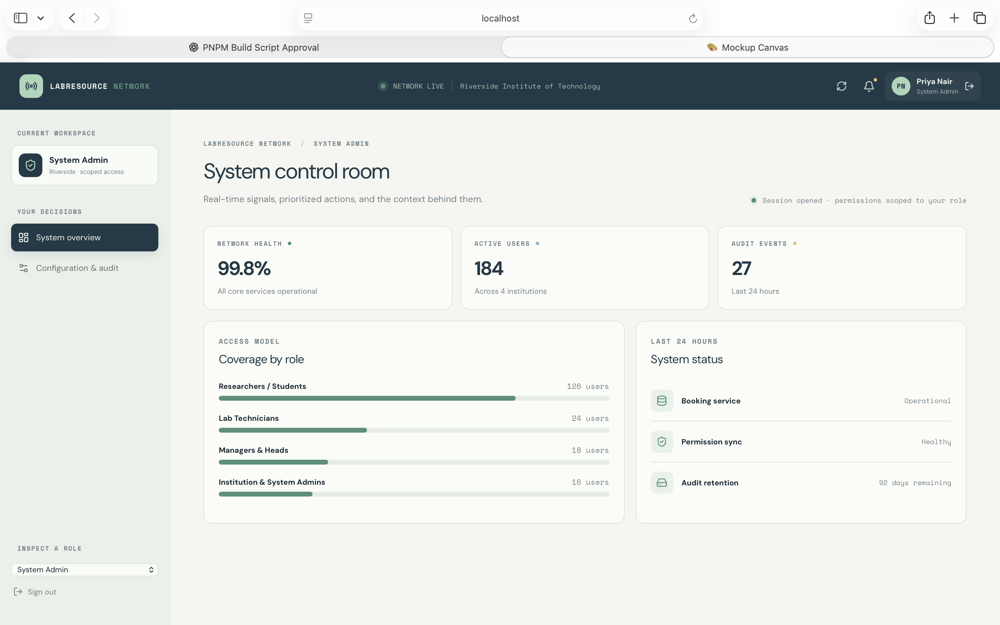 localhost
PNPM Build Script Approval
🎨 Mockup Canvas
LABRESOURCE NETWORK
NETWORK LIVE
Riverside Institute of Technology
PN
Priya Nair
System Admin
CURRENT WORKSPACE
System Admin
Riverside · scoped access
YOUR DECISIONS
System overview
Configuration & audit
INSPECT A ROLE
System Admin
Sign out
LABRESOURCE NETWORK / SYSTEM ADMIN
System control room
Real-time signals, prioritized actions, and the context behind them.
Session opened · permissions scoped to your role
NETWORK HEALTH
99.8%
All core services operational
ACTIVE USERS
184
Across 4 institutions
AUDIT EVENTS
27
Last 24 hours
ACCESS MODEL
Coverage by role
Researchers / Students 126 users
Lab Technicians 24 users
Managers & Heads 18 users
Institution & System Admins 16 users
LAST 24 HOURS
System status
Booking service Operational
Permission sync Healthy
Audit retention 92 days remaining